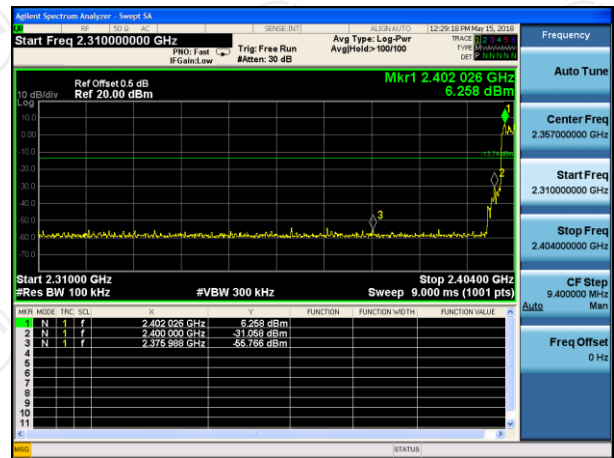 Agilent Spectrum Analyzer - Swept SA
RF 50 Ω AC SENSE:INT ALIGN AUTO 12:29:18 PM May 15, 2018
Start Freq 2.310000000 GHz
PNO: Fast
IFGain:Low
Trig: Free Run
#Atten: 30 dB
Avg Type: Log-Pwr
Avg|Hold:> 100/100
TRACE 1 2 3 4 5 6
TYPE
DET P N N N N N
Ref Offset 0.5 dB
10 dB/div Ref 20.00 dBm
Log
Mkr1 2.402 026 GHz
6.258 dBm
10.0
0.00
-10.0
-20.0
-30.0
-40.0
-50.0
-60.0
-70.0
1
2
3
Start 2.31000 GHz
Stop 2.40400 GHz
#Res BW 100 kHz
#VBW 300 kHz
Sweep 9.000 ms (1001 pts)
MKR MODE TRC SCL X Y FUNCTION FUNCTION WIDTH FUNCTION VALUE
1 N 1 f 2.402 026 GHz 6.258 dBm
2 N 1 f 2.400 000 GHz -31.058 dBm
3 N 1 f 2.375 988 GHz -55.766 dBm
4
5
6
7
8
9
10
11
MSG
STATUS
Frequency
Auto Tune
Center Freq
2.357000000 GHz
Start Freq
2.310000000 GHz
Stop Freq
2.404000000 GHz
CF Step
9.400000 MHz
Auto Man
Freq Offset
0 Hz